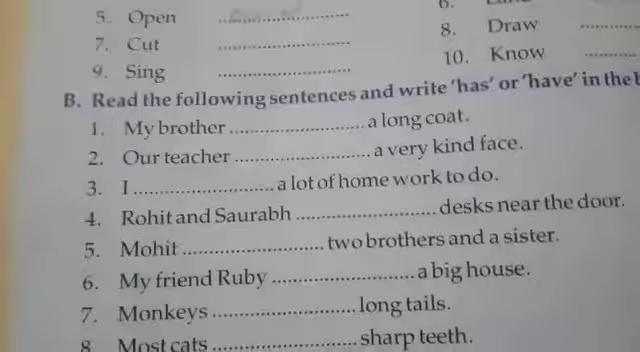 5. Open ..............................
8. Draw ............
7. Cut ..............................
10. Know ............
9. Sing ..............................
B. Read the following sentences and write 'has' or 'have' in the
1. My brother .............................. a long coat.
2. Our teacher .............................. a very kind face.
3. I .............................. a lot of home work to do.
4. Rohit and Saurabh .............................. desks near the door.
5. Mohit .............................. two brothers and a sister.
6. My friend Ruby .............................. a big house.
7. Monkeys .............................. long tails.
8 Most cats .............................. sharp teeth.